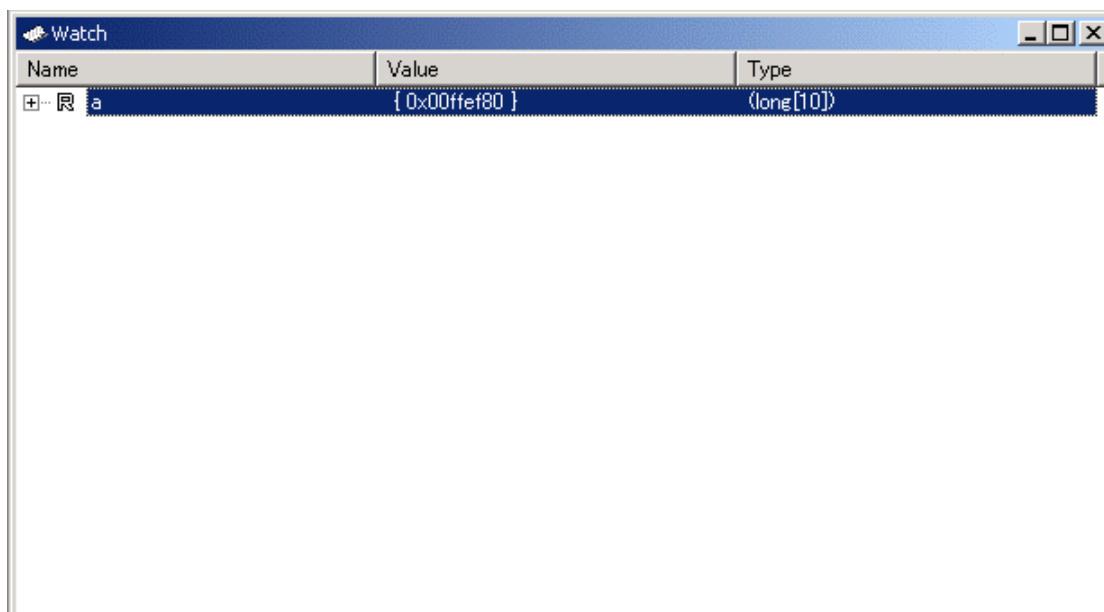 Watch
Name Value Type
R a { 0x00ffef80 } (long[10])